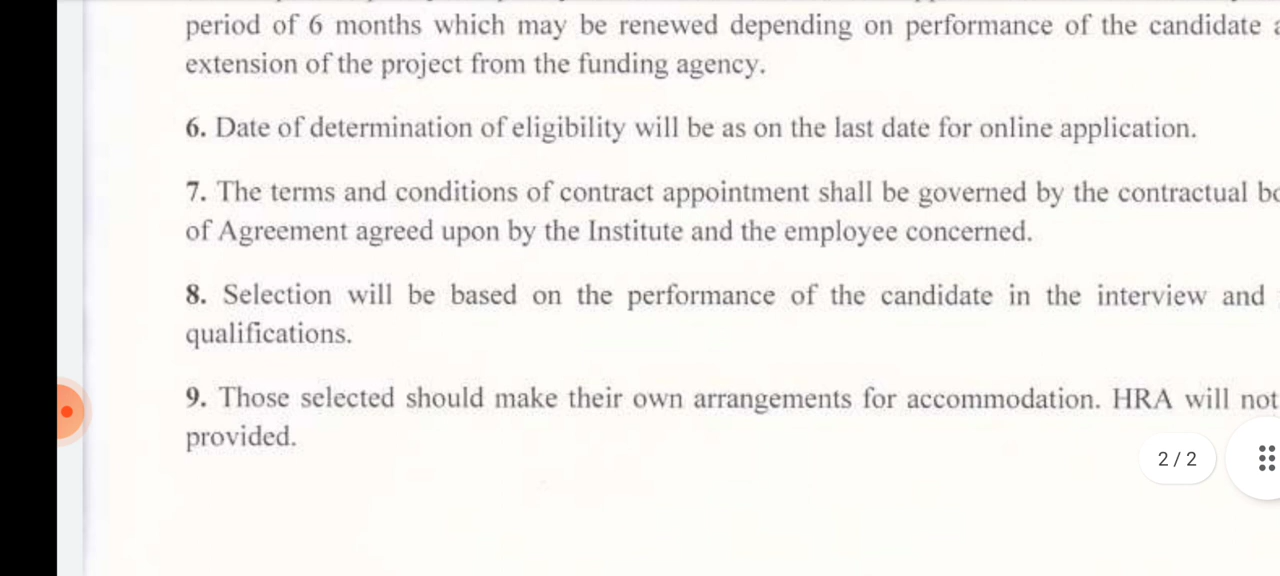 period of 6 months which may be renewed depending on performance of the candidate
extension of the project from the funding agency.
6. Date of determination of eligibility will be as on the last date for online application.
7. The terms and conditions of contract appointment shall be governed by the contractual
of Agreement agreed upon by the Institute and the employee concerned.
8. Selection will be based on the performance of the candidate in the interview and
qualifications.
9. Those selected should make their own arrangements for accommodation. HRA will not
provided.
2 / 2